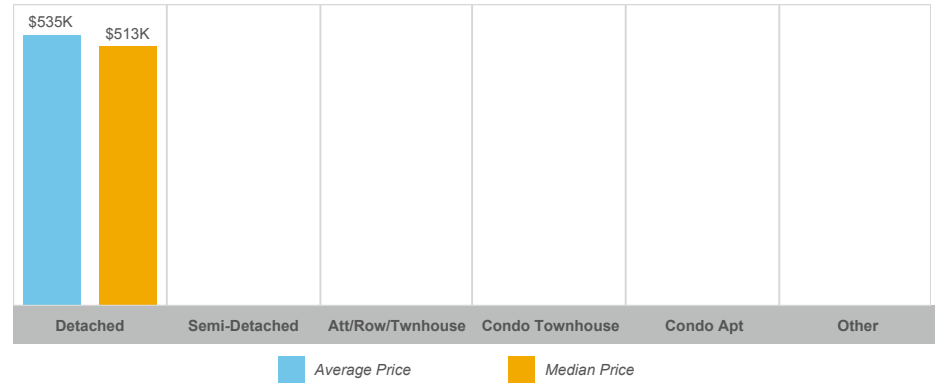 $535K
$513K
Detached Semi-Detached Att/Row/Twnhouse Condo Townhouse Condo Apt Other
Average Price Median Price